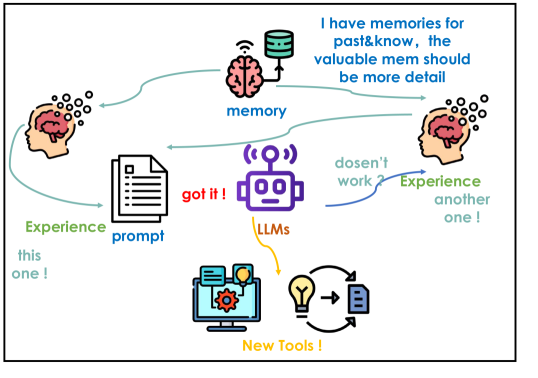 I have memories for
past&know, the
valuable mem should
be more detail
memory
got it !
dosen't
work ?
Experience
another
one !
Experience
prompt
LLMs
this
one !
New Tools !